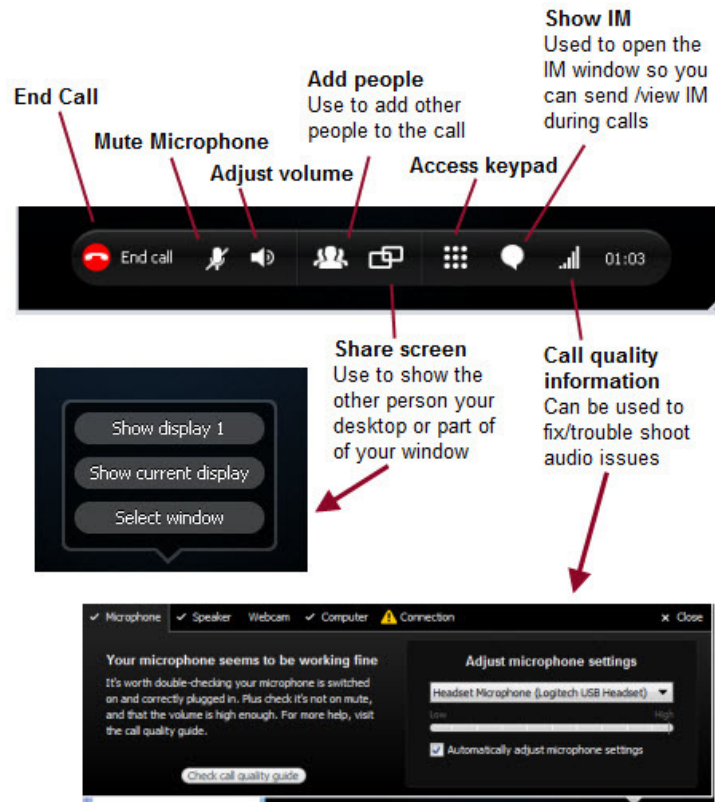 Show IM
Used to open the
IM window so you
can send /view IM
during calls
Add people
Use to add other
people to the call
End Call
Mute Microphone
Adjust volume
Access keypad
End call
01:03
Share screen
Use to show the
other person your
desktop or part of
of your window
Call quality
information
Can be used to
fix/trouble shoot
audio issues
Show display 1
Show current display
Select window
Microphone
Speaker
Webcam
Computer
Connection
x Close
Your microphone seems to be working fine
It's worth double-checking your microphone is switched
on and correctly plugged in. Plus check it's not on mute,
and that the volume is high enough. For more help, visit
the call quality guide.
Check call quality guide
Adjust microphone settings
Headset Microphone (Logitech USB Headset)
Low
High
Automatically adjust microphone settings